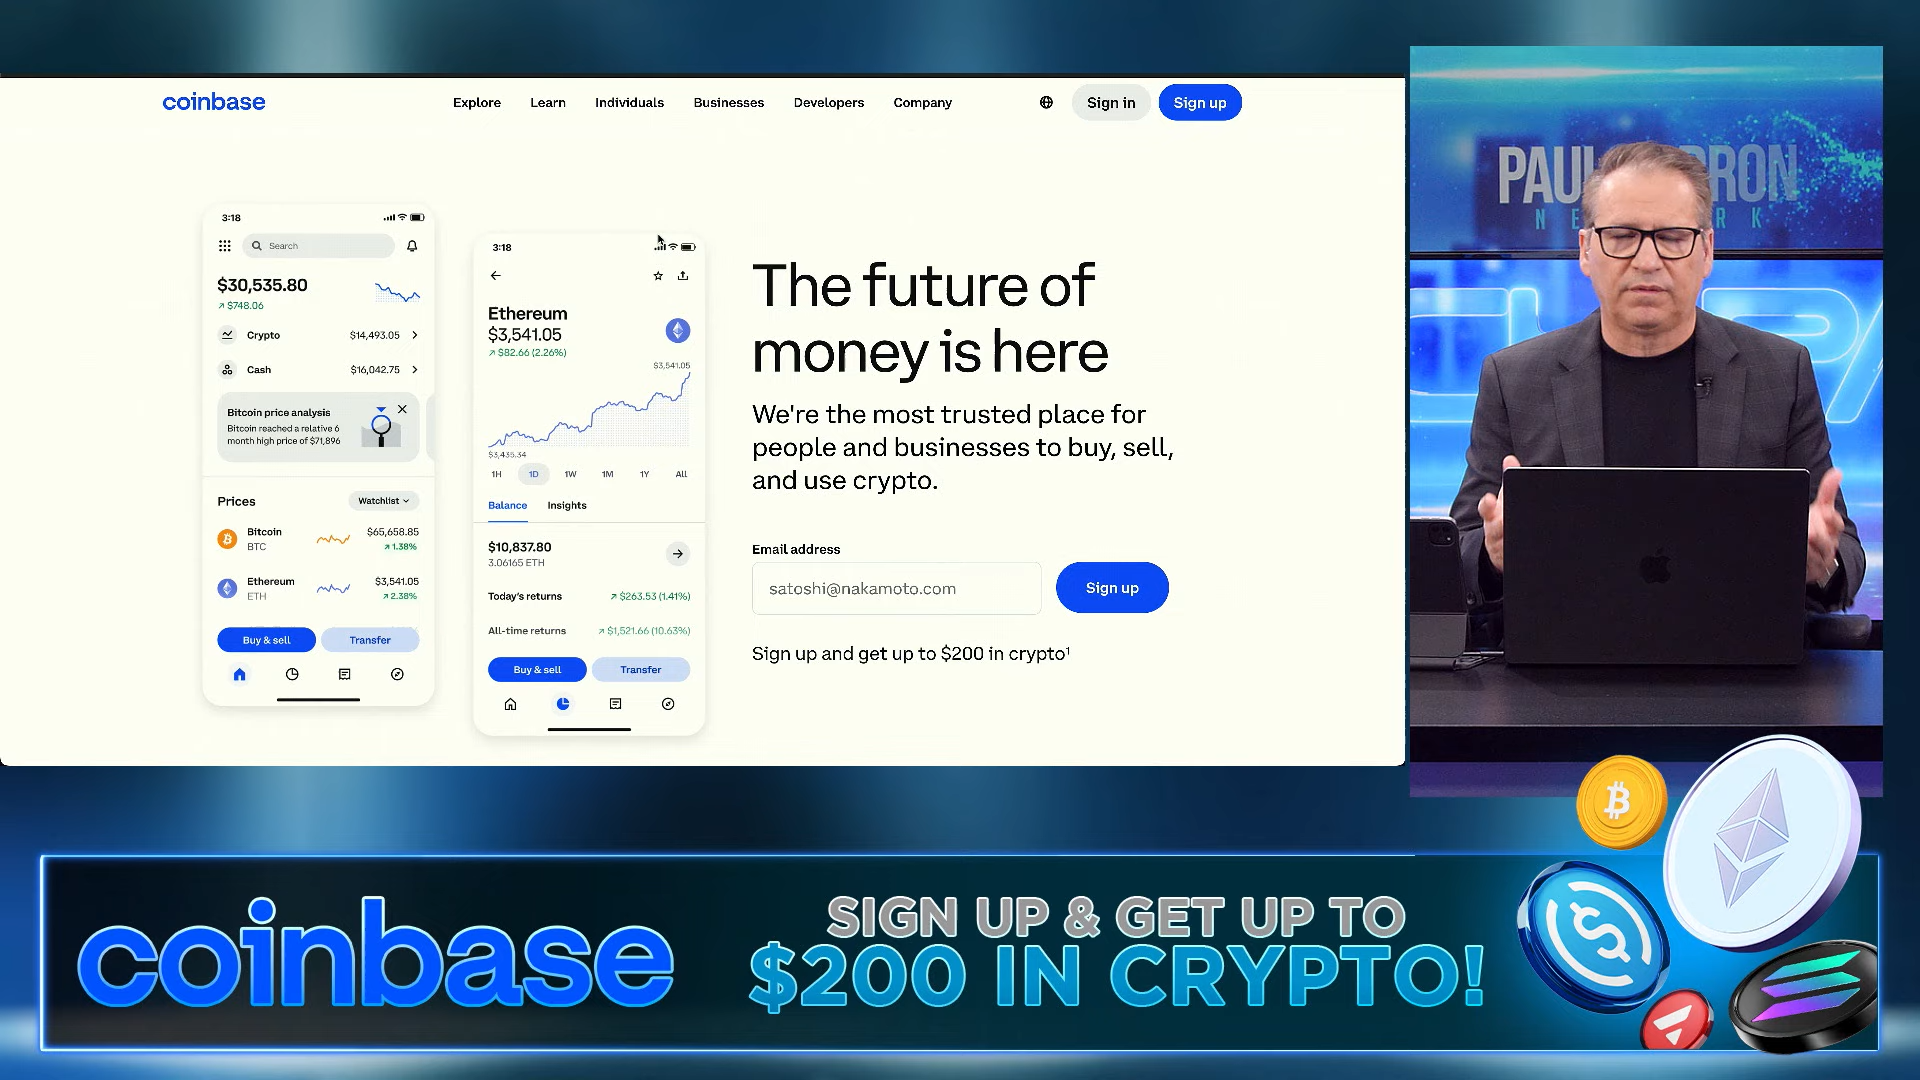 coinbase
Explore Learn Individuals Businesses Developers Company
Sign in Sign up
3:18
Search
$30,535.80
↗ $748.06
Crypto $14,493.05
Cash $16,042.75
Bitcoin price analysis
Bitcoin reached a relative 6
month high price of $71,896
Prices Watchlist
Bitcoin $65,658.85
BTC ↗ 1.38%
Ethereum $3,541.05
ETH ↗ 2.38%
Buy & sell Transfer
3:18
Ethereum
$3,541.05
↗ $82.66 (2.26%)
$3,541.05
$3,435.34
1H 1D 1W 1M 1Y All
Balance Insights
$10,837.80
3.06165 ETH
Today's returns ↗ $263.53 (1.41%)
All-time returns ↗ $1,521.66 (10.63%)
Buy & sell Transfer
The future of
money is here
We're the most trusted place for
people and businesses to buy, sell,
and use crypto.
Email address
satoshi@nakamoto.com Sign up
Sign up and get up to $200 in crypto¹
coinbase
SIGN UP & GET UP TO
$200 IN CRYPTO!